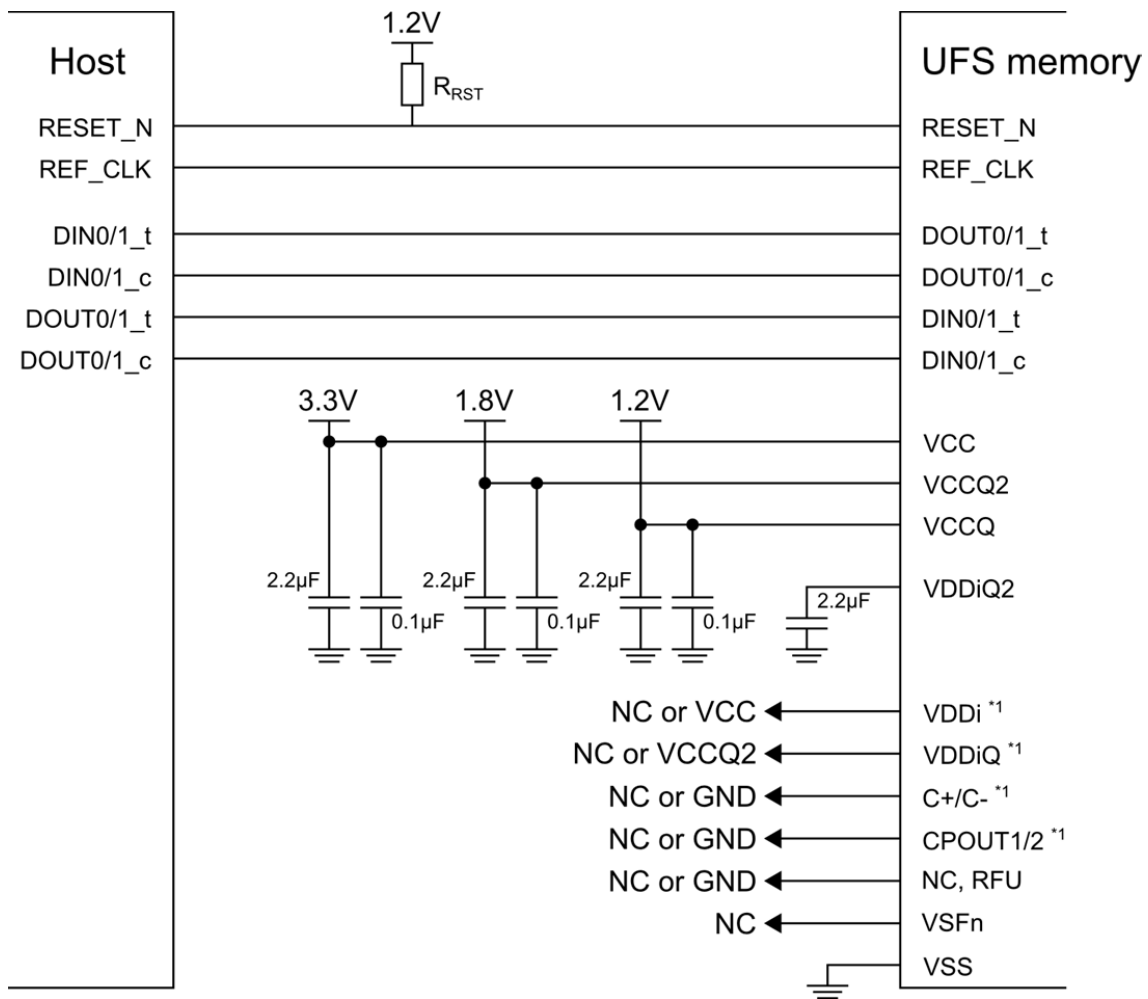 1.2V
Host
UFS memory
R_RST
RESET_N
RESET_N
REF_CLK
REF_CLK
DIN0/1_t
DOUT0/1_t
DIN0/1_c
DOUT0/1_c
DOUT0/1_t
DIN0/1_t
DOUT0/1_c
DIN0/1_c
3.3V 1.8V 1.2V
VCC
VCCQ2
VCCQ
2.2µF 2.2µF 2.2µF
VDDiQ2
2.2µF
0.1µF 0.1µF 0.1µF
NC or VCC
VDDi *1
NC or VCCQ2
VDDiQ *1
NC or GND
C+/C- *1
NC or GND
CPOUT1/2 *1
NC or GND
NC, RFU
NC
VSFn
VSS